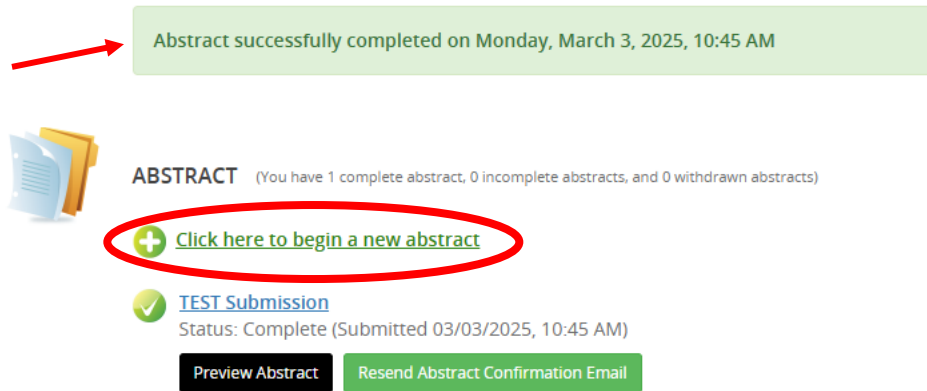 Abstract successfully completed on Monday, March 3, 2025, 10:45 AM
ABSTRACT (You have 1 complete abstract, 0 incomplete abstracts, and 0 withdrawn abstracts)
Click here to begin a new abstract
TEST Submission
Status: Complete (Submitted 03/03/2025, 10:45 AM)
Preview Abstract Resend Abstract Confirmation Email